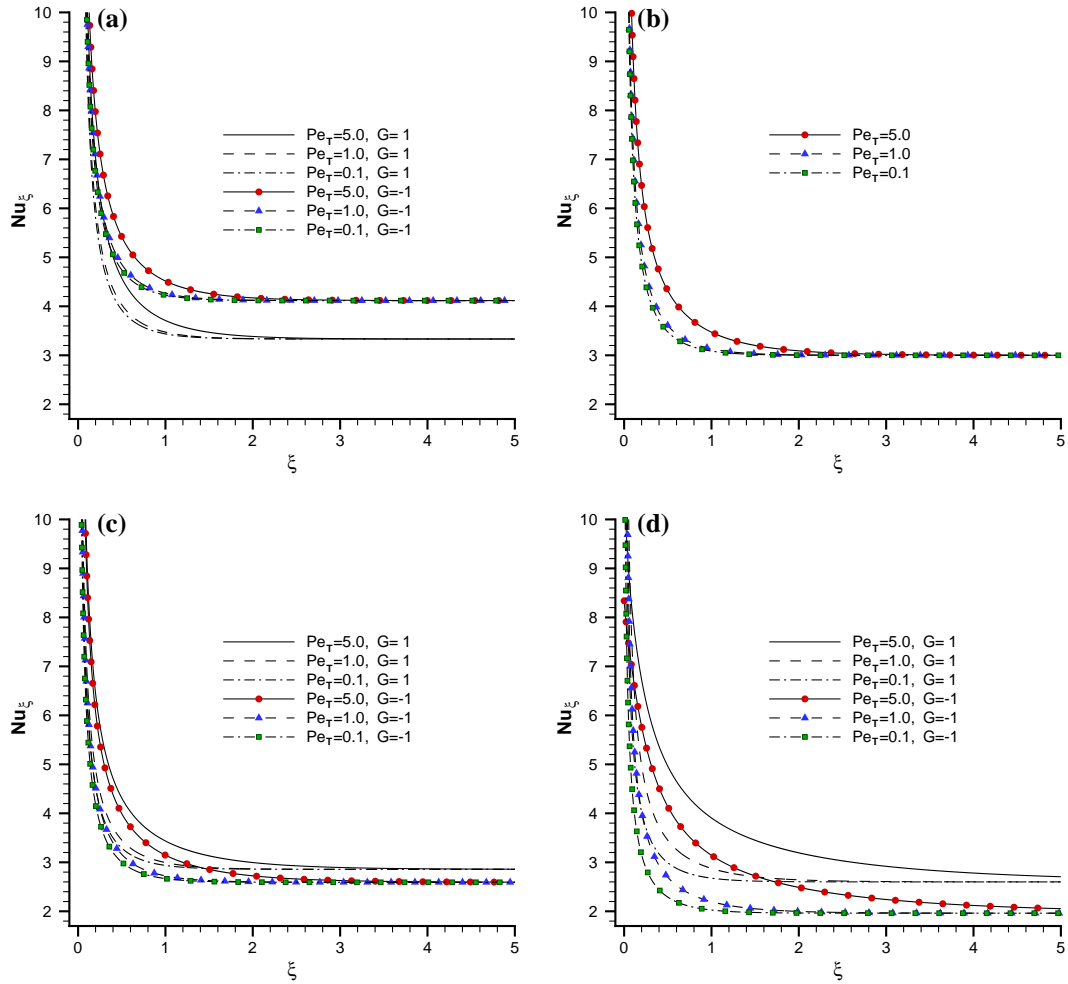 (a)
10
9
8
7
6
5
4
3
2
Nuξ
0 1 2 3 4 5
ξ
PeT=5.0, G= 1
PeT=1.0, G= 1
PeT=0.1, G= 1
PeT=5.0, G=-1
PeT=1.0, G=-1
PeT=0.1, G=-1
(b)
10
9
8
7
6
5
4
3
2
Nuξ
0 1 2 3 4 5
ξ
PeT=5.0
PeT=1.0
PeT=0.1
(c)
10
9
8
7
6
5
4
3
2
Nuξ
0 1 2 3 4 5
ξ
PeT=5.0, G= 1
PeT=1.0, G= 1
PeT=0.1, G= 1
PeT=5.0, G=-1
PeT=1.0, G=-1
PeT=0.1, G=-1
(d)
10
9
8
7
6
5
4
3
2
Nuξ
0 1 2 3 4 5
ξ
PeT=5.0, G= 1
PeT=1.0, G= 1
PeT=0.1, G= 1
PeT=5.0, G=-1
PeT=1.0, G=-1
PeT=0.1, G=-1